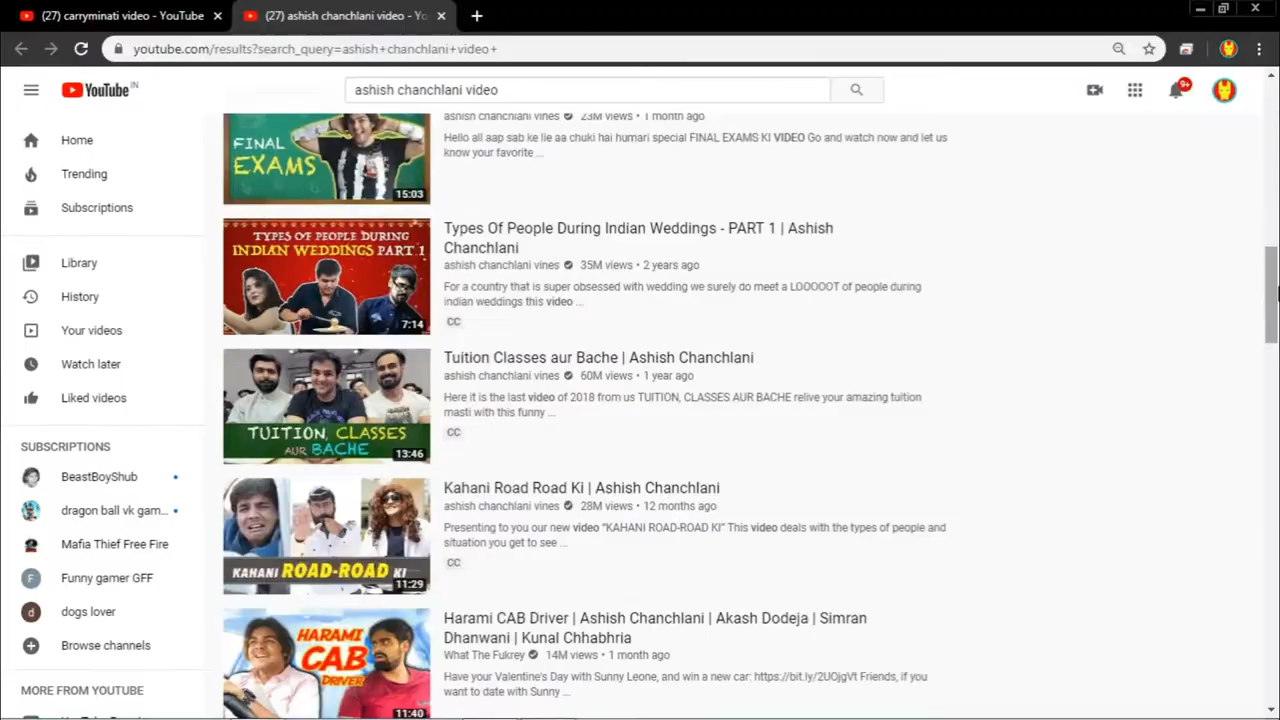 (27) carryminati video - YouTube
(27) ashish chanchlani video - Yo
youtube.com/results?search_query=ashish+chanchlani+video+
YouTube IN
ashish chanchlani video
9+
Home
Trending
Subscriptions
Library
History
Your videos
Watch later
Liked videos
SUBSCRIPTIONS
BeastBoyShub
dragon ball vk gam...
Mafia Thief Free Fire
F
Funny gamer GFF
d
dogs lover
Browse channels
MORE FROM YOUTUBE
FINAL
EXAMS
15:03
ashish chanchlani vines 23M views • 1 month ago
Hello all aap sab ke lie aa chuki hai humari special FINAL EXAMS KI VIDEO Go and watch now and let us
know your favorite ...
TYPES OF PEOPLE DURING
INDIAN WEDDINGS PART 1
7:14
Types Of People During Indian Weddings - PART 1 | Ashish
Chanchlani
ashish chanchlani vines 35M views • 2 years ago
For a country that is super obsessed with wedding we surely do meet a LOOOOOT of people during
indian weddings this video ...
CC
TUITION, CLASSES
AUR BACHE
13:46
Tuition Classes aur Bache | Ashish Chanchlani
ashish chanchlani vines 60M views • 1 year ago
Here it is the last video of 2018 from us TUITION, CLASSES AUR BACHE relive your amazing tuition
masti with this funny ...
CC
KAHANI ROAD-ROAD KI
11:29
Kahani Road Road Ki | Ashish Chanchlani
ashish chanchlani vines 28M views • 12 months ago
Presenting to you our new video "KAHANI ROAD-ROAD KI" This video deals with the types of people and
situation you get to see ...
CC
HARAMI
CAB
DRIVER
11:40
Harami CAB Driver | Ashish Chanchlani | Akash Dodeja | Simran
Dhanwani | Kunal Chhabhria
What The Fukrey 14M views • 1 month ago
Have your Valentine's Day with Sunny Leone, and win a new car: https://bit.ly/2UOjgVt Friends, if you
want to date with Sunny ...